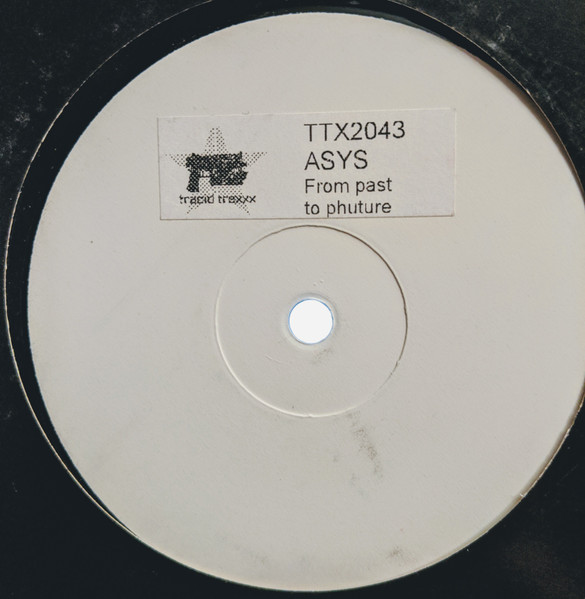 TTX2043
ASYS
From past
to phuture
tracid traxxx